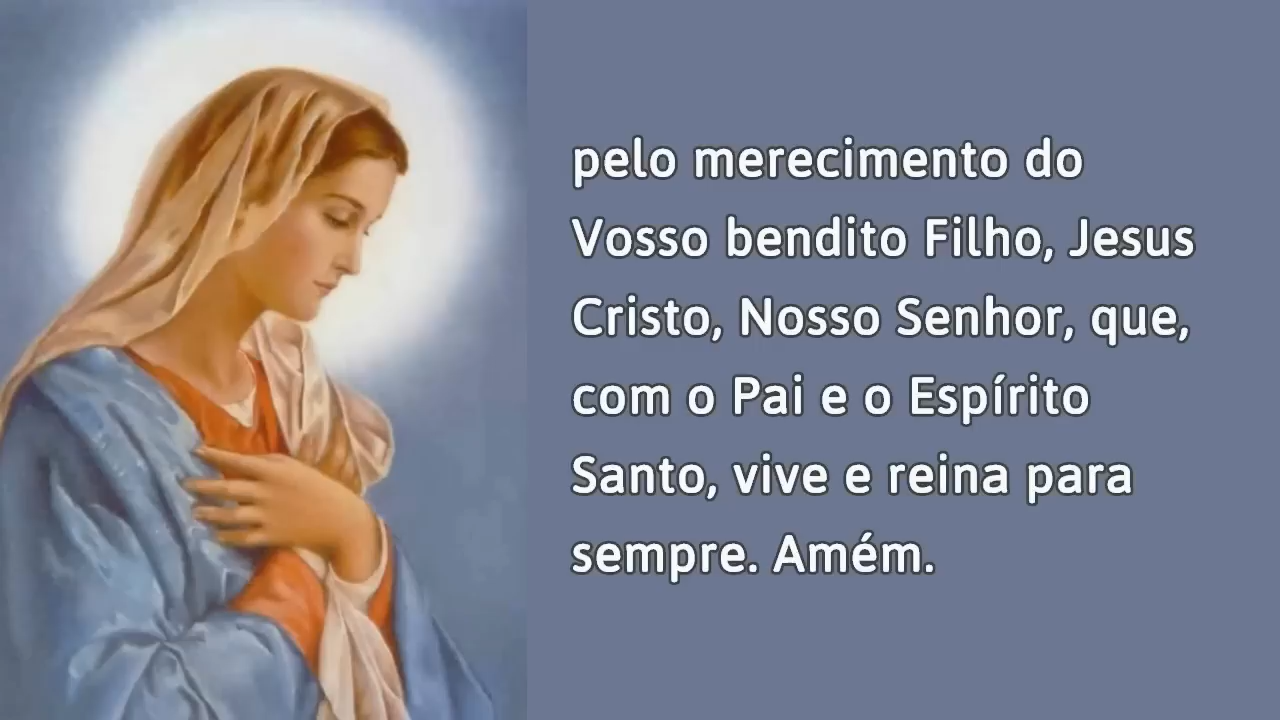 pelo merecimento do
Vosso bendito Filho, Jesus
Cristo, Nosso Senhor, que,
com o Pai e o Espírito
Santo, vive e reina para
sempre. Amém.